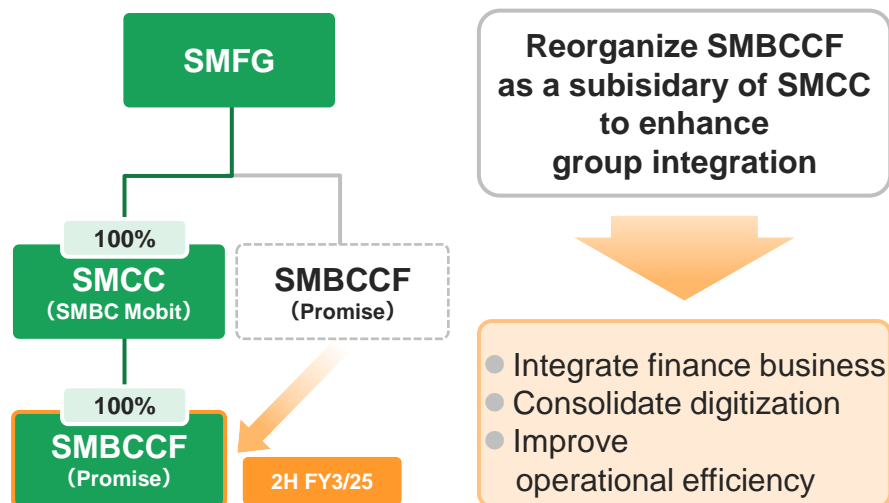 SMFG
100%
SMCC
（SMBC Mobit）
SMBCCF
（Promise）
100%
SMBCCF
（Promise）
2H FY3/25
Reorganize SMBCCF
as a subisidary of SMCC
to enhance
group integration
● Integrate finance business
● Consolidate digitization
● Improve
operational efficiency